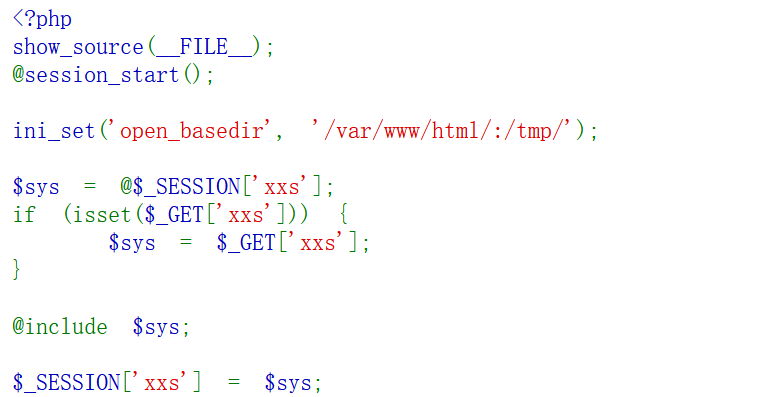 <?php
show_source(__FILE__);
@session_start();
ini_set('open_basedir', '/var/www/html/:/tmp/');
$sys = @$_SESSION['xxs'];
if (isset($_GET['xxs'])) {
$sys = $_GET['xxs'];
}
@include $sys;
$_SESSION['xxs'] = $sys;